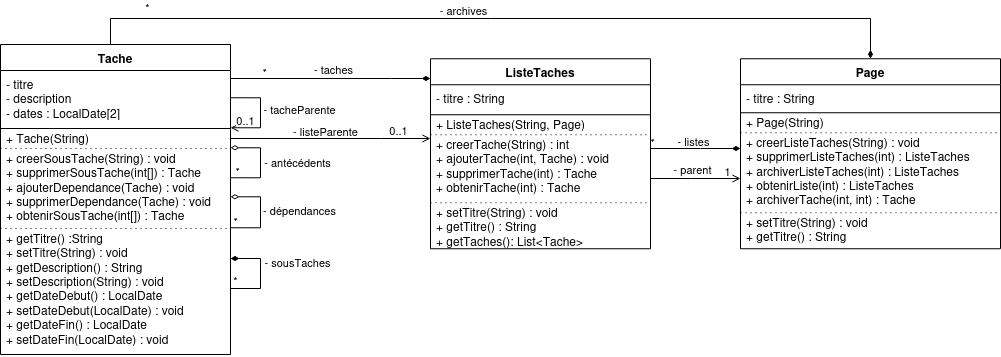 *
- archives
Tache
- titre
- description
- dates : LocalDate[2]
+ Tache(String)
+ creerSousTache(String) : void
+ supprimerSousTache(int[]) : Tache
+ ajouterDependance(Tache) : void
+ supprimerDependance(Tache) : void
+ obtenirSousTache(int[]) : Tache
+ getTitre() :String
+ setTitre(String) : void
+ getDescription() : String
+ setDescription(String) : void
+ getDateDebut() : LocalDate
+ setDateDebut(LocalDate) : void
+ getDateFin() : LocalDate
+ setDateFin(LocalDate) : void
*
- taches
- tacheParente
0..1
- listeParente
0..1
- antécédents
*
- dépendances
*
- sousTaches
*
ListeTaches
- titre : String
+ ListeTaches(String, Page)
+ creerTache(String) : int
+ ajouterTache(int, Tache) : void
+ supprimerTache(int) : Tache
+ obtenirTache(int) : Tache
+ setTitre(String) : void
+ getTitre() : String
+ getTaches(): List<Tache>
*
- listes
- parent
1
Page
- titre : String
+ Page(String)
+ creerListeTaches(String) : void
+ supprimerListeTaches(int) : ListeTaches
+ archiverListeTaches(int) : ListeTaches
+ obtenirListe(int) : ListeTaches
+ archiverTache(int, int) : Tache
+ setTitre(String) : void
+ getTitre() : String